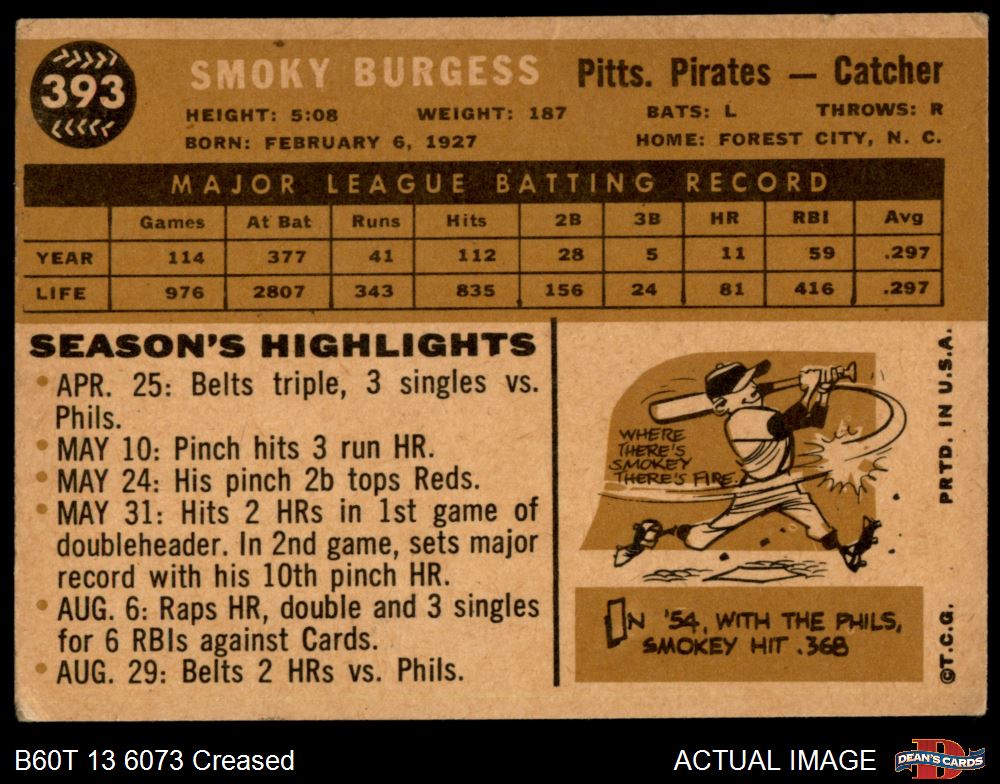 393
SMOKY BURGESS Pitts. Pirates — Catcher
HEIGHT: 5:08 WEIGHT: 187 BATS: L THROWS: R
BORN: FEBRUARY 6, 1927 HOME: FOREST CITY, N. C.
MAJOR LEAGUE BATTING RECORD
Games At Bat Runs Hits 2B 3B HR RBI Avg
YEAR 114 377 41 112 28 5 11 59 .297
LIFE 976 2807 343 835 156 24 81 416 .297
SEASON'S HIGHLIGHTS
• APR. 25: Belts triple, 3 singles vs.
Phils.
• MAY 10: Pinch hits 3 run HR.
• MAY 24: His pinch 2b tops Reds.
• MAY 31: Hits 2 HRs in 1st game of
doubleheader. In 2nd game, sets major
record with his 10th pinch HR.
• AUG. 6: Raps HR, double and 3 singles
for 6 RBIs against Cards.
• AUG. 29: Belts 2 HRs vs. Phils.
WHERE
THERE'S
SMOKEY
THERE'S FIRE.
IN '54, WITH THE PHILS,
SMOKEY HIT .368
©T.C.G. PRTD. IN U.S.A.
B60T 13 6073 Creased ACTUAL IMAGE
DEAN'S CARDS